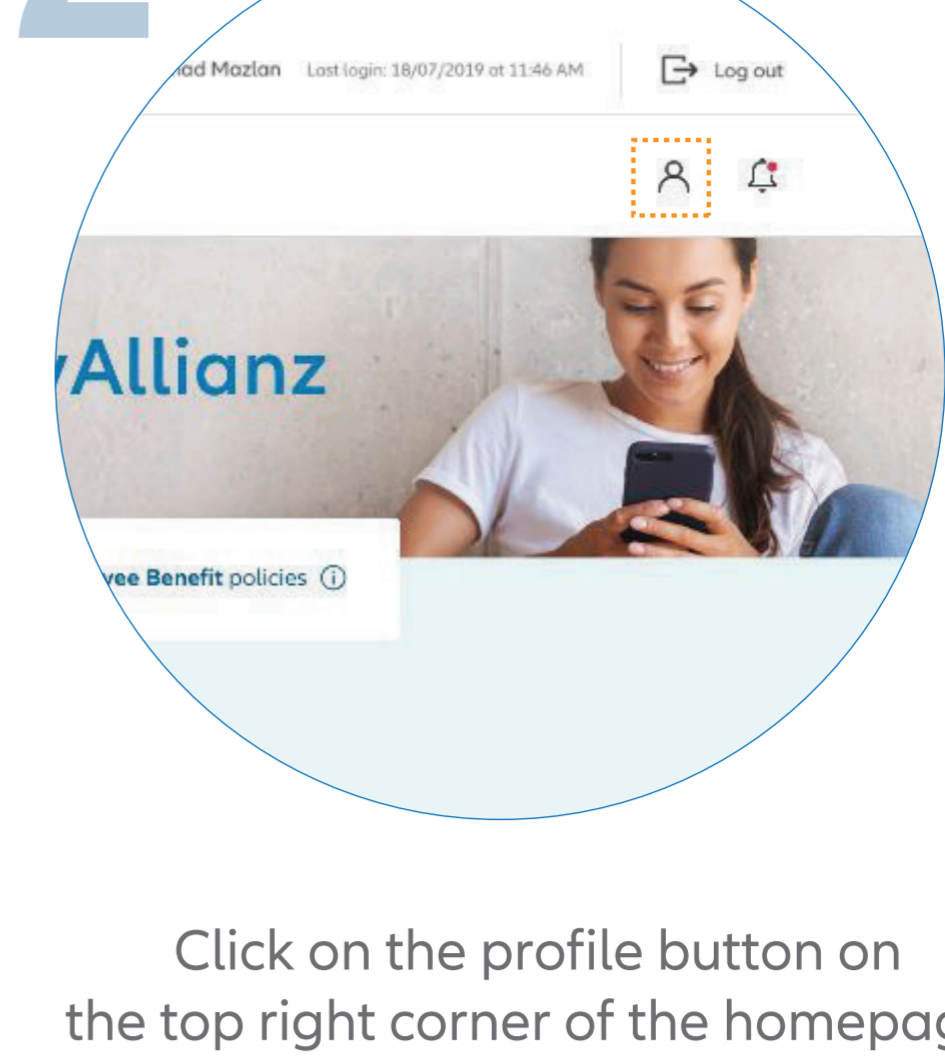 2
ad Mazlan Last login: 18/07/2019 at 11:46 AM Log out
yAllianz
yee Benefit policies
Click on the profile button on
the top right corner of the homepag